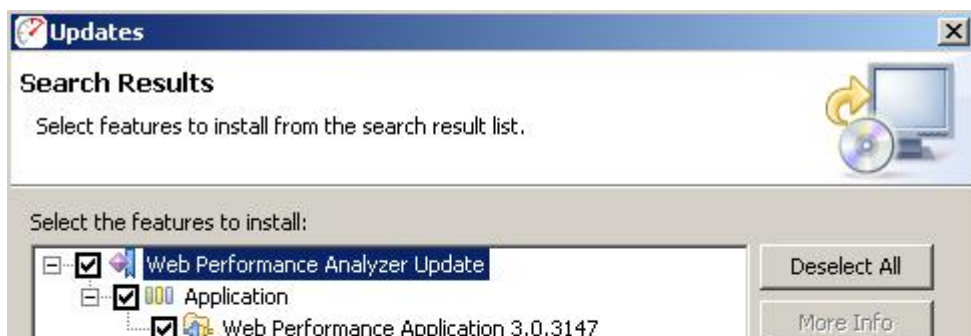 Updates
Search Results
Select features to install from the search result list.
Select the features to install:
Web Performance Analyzer Update
Deselect All
Application
Web Performance Application 3.0.3147
More Info